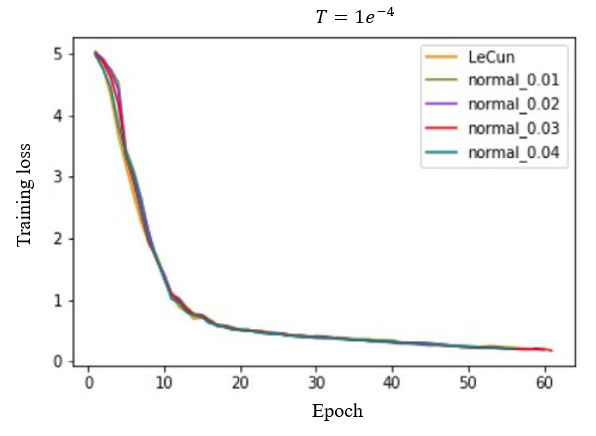 T = 1e⁻⁴
LeCun
normal_0.01
normal_0.02
normal_0.03
normal_0.04
Training loss
5
4
3
2
1
0
0 10 20 30 40 50 60
Epoch